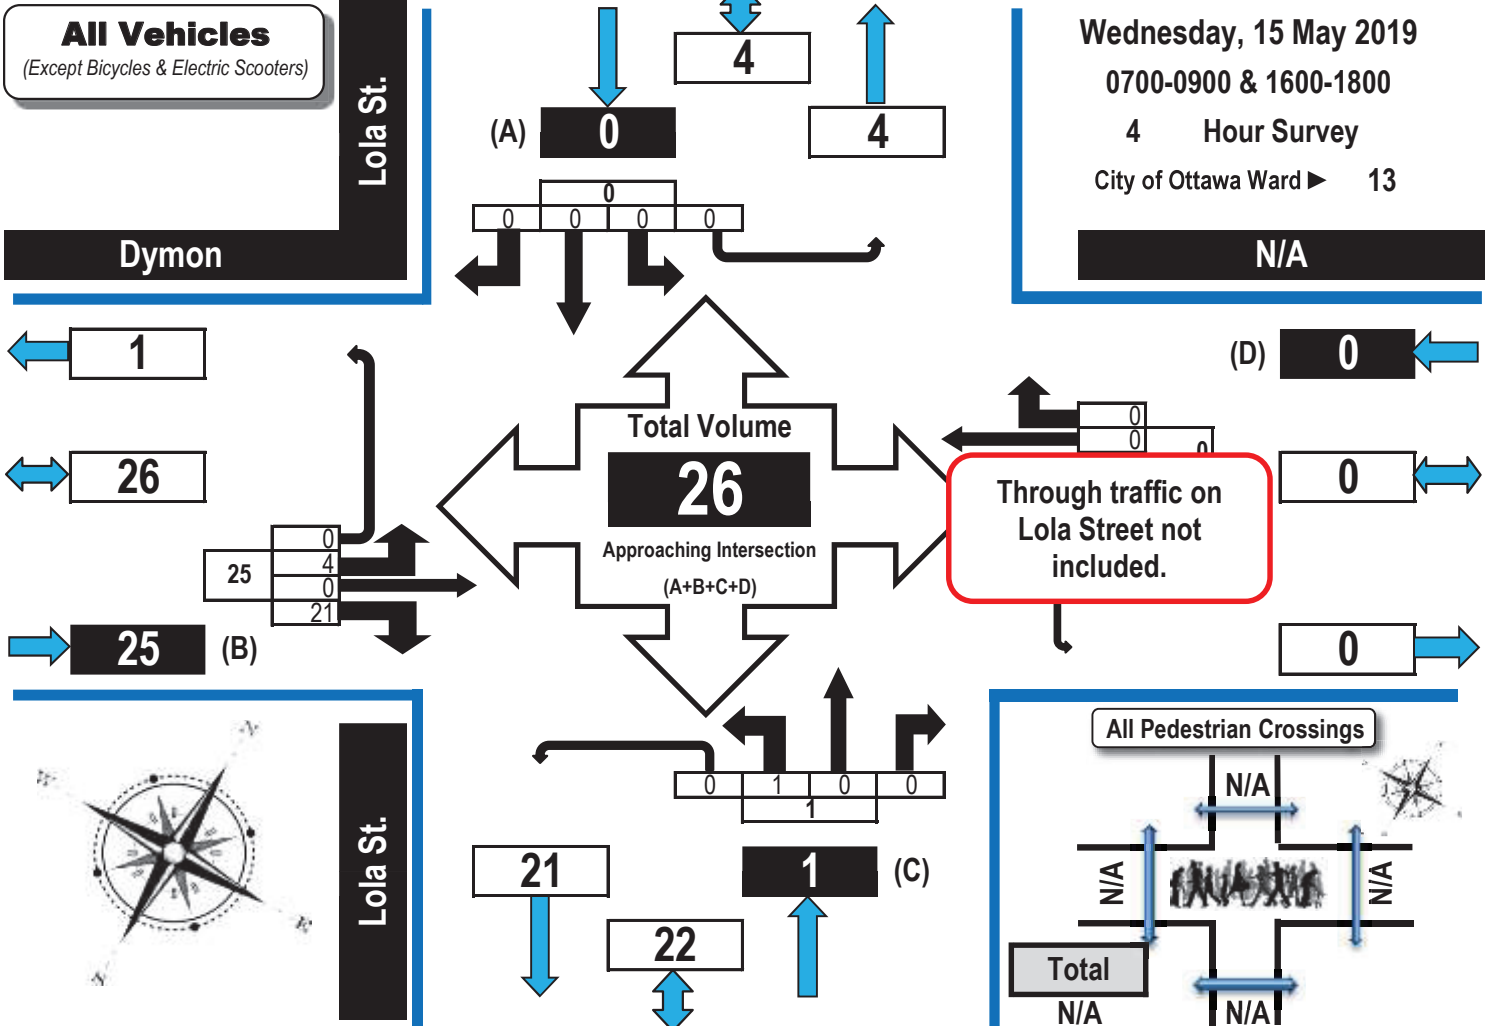 All Vehicles
(Except Bicycles & Electric Scooters)
Lola St.
Dymon
4
(A)
0
4
0
0 0 0 0
Wednesday, 15 May 2019
0700-0900 & 1600-1800
4 Hour Survey
City of Ottawa Ward ► 13
N/A
1
26
0
4
0
21
25
25
(B)
Total Volume
26
Approaching Intersection
(A+B+C+D)
(D)
0
0
0
0
0
Through traffic on
Lola Street not
included.
0
N
W
E
S
Lola St.
0 1 0 0
1
21
1
(C)
22
All Pedestrian Crossings
N/A
N/A
N/A
Total
N/A
N/A